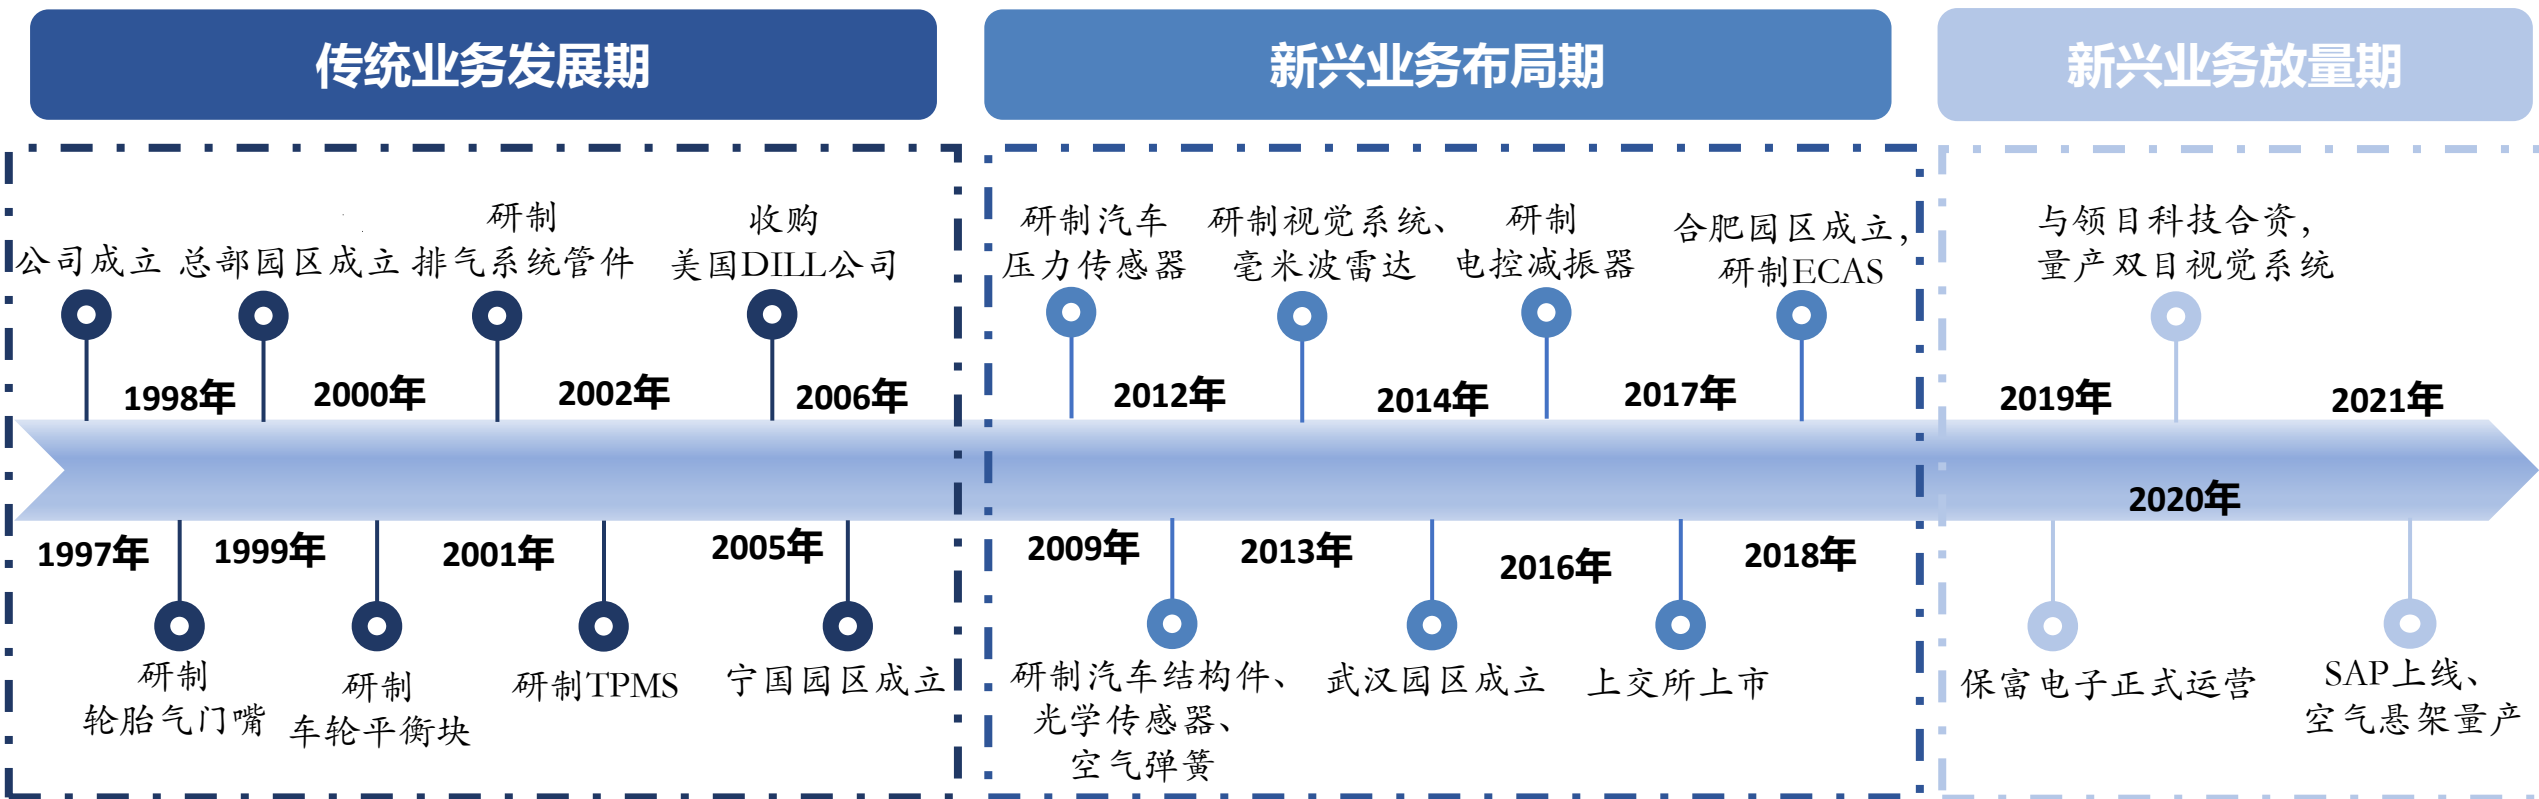 传统业务发展期
新兴业务布局期
新兴业务放量期
公司成立
总部园区成立
研制
排气系统管件
收购
美国DILL公司
研制汽车
压力传感器
研制视觉系统、
毫米波雷达
研制
电控减振器
合肥园区成立,
研制ECAS
与领目科技合资,
量产双目视觉系统
1998年
2000年
2002年
2006年
2012年
2014年
2017年
2019年
2021年
2020年
1997年
1999年
2001年
2005年
2009年
2013年
2016年
2018年
研制
轮胎气门嘴
研制
车轮平衡块
研制TPMS
宁国园区成立
研制汽车结构件、
光学传感器、
空气弹簧
武汉园区成立
上交所上市
保富电子正式运营
SAP上线、
空气悬架量产